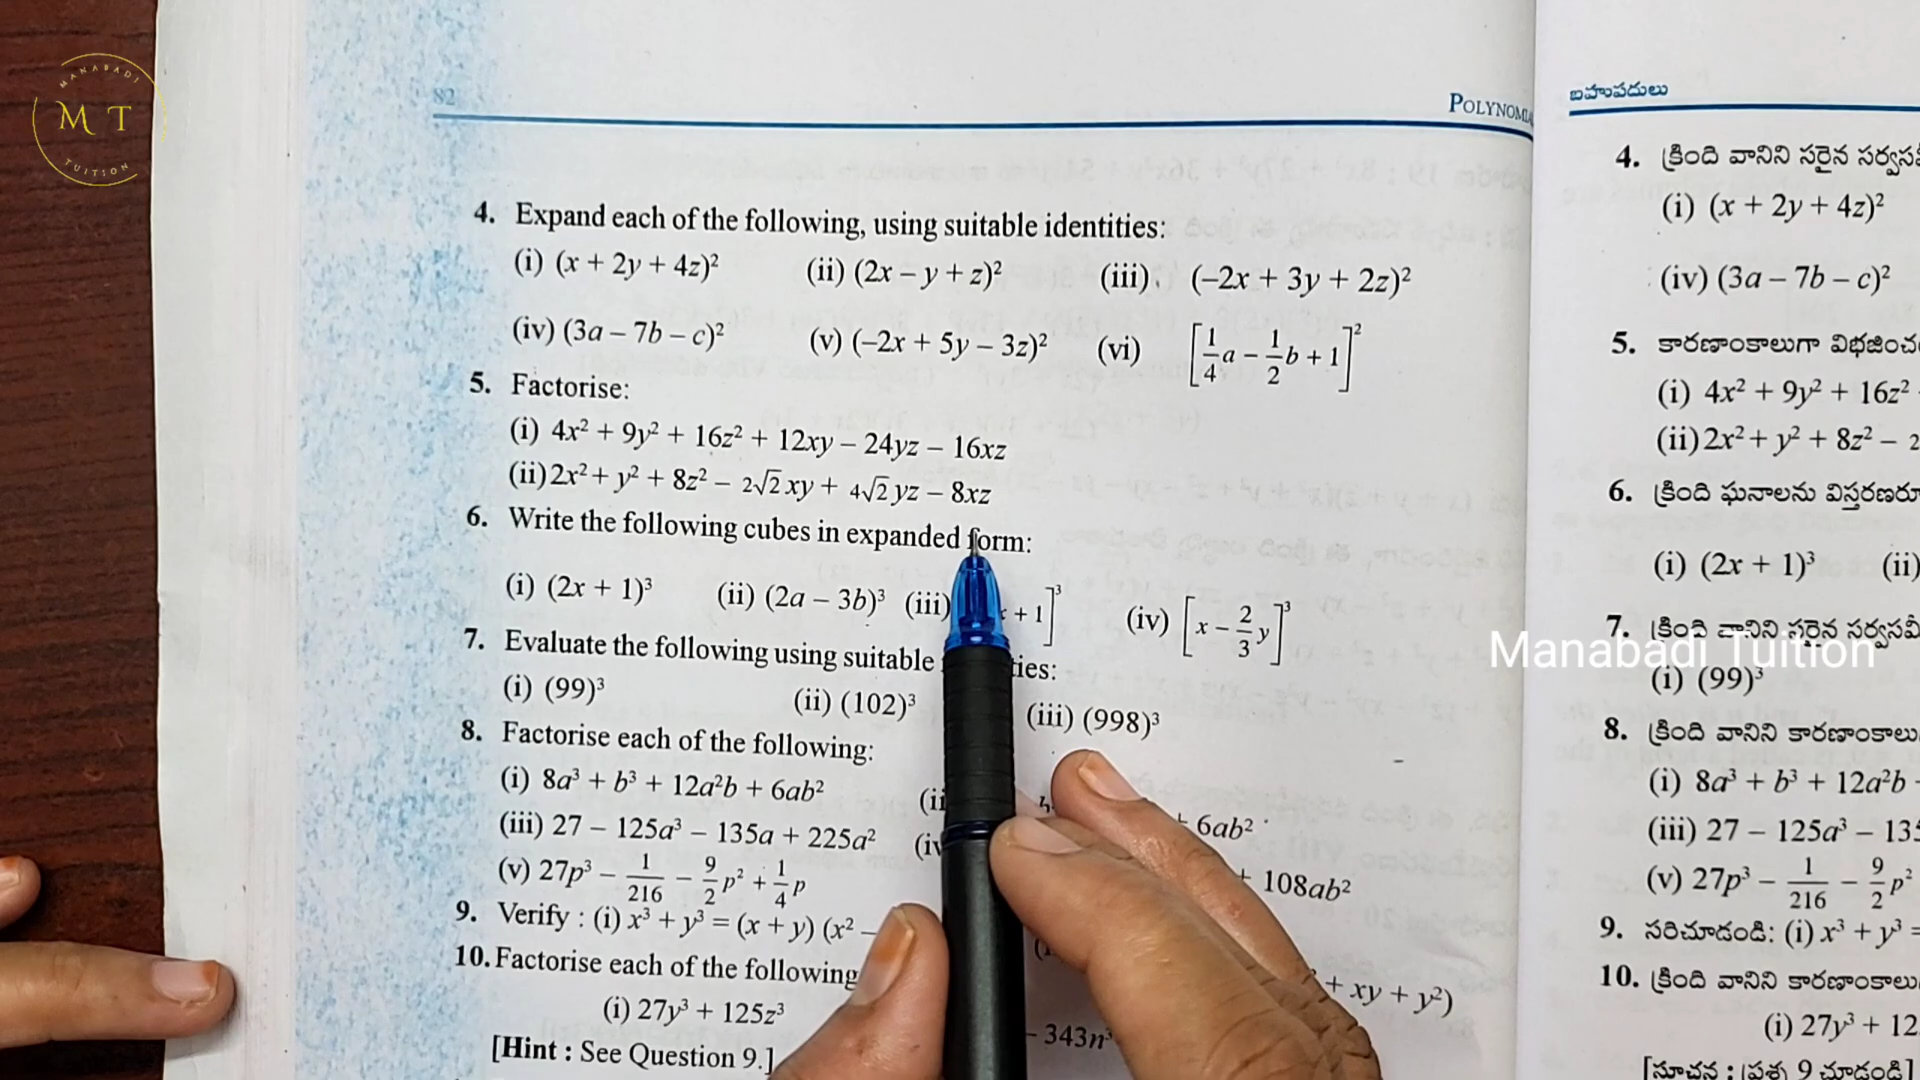 MANABADI
M T
TUITION
82
POLYNOMIA
4. Expand each of the following, using suitable identities:
(i) (x + 2y + 4z)² (ii) (2x – y + z)² (iii) (–2x + 3y + 2z)²
(iv) (3a – 7b – c)² (v) (–2x + 5y – 3z)² (vi) [1/4 a – 1/2 b + 1]²
5. Factorise:
(i) 4x² + 9y² + 16z² + 12xy – 24yz – 16xz
(ii) 2x² + y² + 8z² – 2√2 xy + 4√2 yz – 8xz
6. Write the following cubes in expanded form:
(i) (2x + 1)³ (ii) (2a – 3b)³ (iii) + 1]³ (iv) [x – 2/3 y]³
7. Evaluate the following using suitable ties:
(i) (99)³ (ii) (102)³ (iii) (998)³
8. Factorise each of the following:
(i) 8a³ + b³ + 12a²b + 6ab² (ii + 6ab²
(iii) 27 – 125a³ – 135a + 225a² (iv + 108ab²
(v) 27p³ – 1/216 – 9/2 p² + 1/4 p
9. Verify : (i) x³ + y³ = (x + y) (x² – + xy + y²)
10. Factorise each of the following
(i) 27y³ + 125z³ – 343n³
[Hint : See Question 9.]
బహుపదులు
4. క్రింది వానిని సరైన
(i) (x + 2y + 4z)²
(iv) (3a – 7b – c)²
5. కారణాంకాలుగా
(i) 4x² + 9y² + 16z²
(ii) 2x² + y² + 8z² – 2
6. క్రింది ఘనాలను
(i) (2x + 1)³ (ii)
7. క్రింది వానిని సరైన
Manabadi Tuition
(i) (99)³
8. క్రింది వానిని
(i) 8a³ + b³ + 12a²b
(iii) 27 – 125a³ – 135
(v) 27p³ – 1/216 – 9/2 p²
9. సరిచూడండి: (i) x³ + y³ =
10. క్రింది వానిని
(i) 27y³ + 12
[సూచన : ప్రశ్న 9 చూడండి]